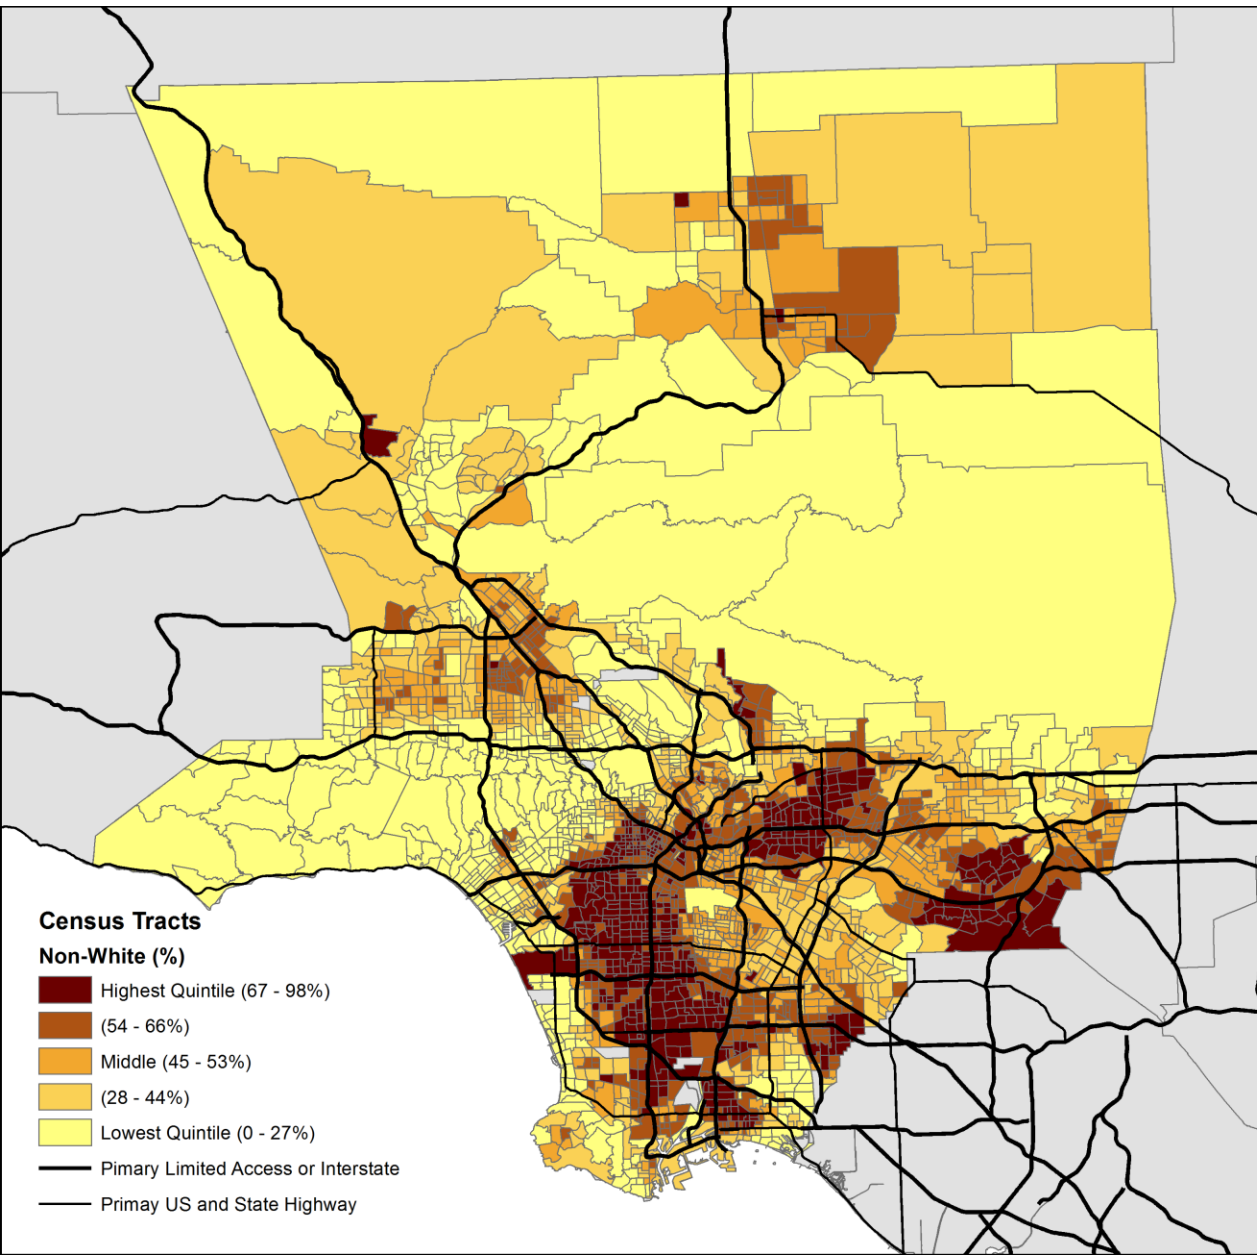 Census Tracts
Non-White (%)
Highest Quintile (67 - 98%)
(54 - 66%)
Middle (45 - 53%)
(28 - 44%)
Lowest Quintile (0 - 27%)
Pimary Limited Access or Interstate
Primay US and State Highway